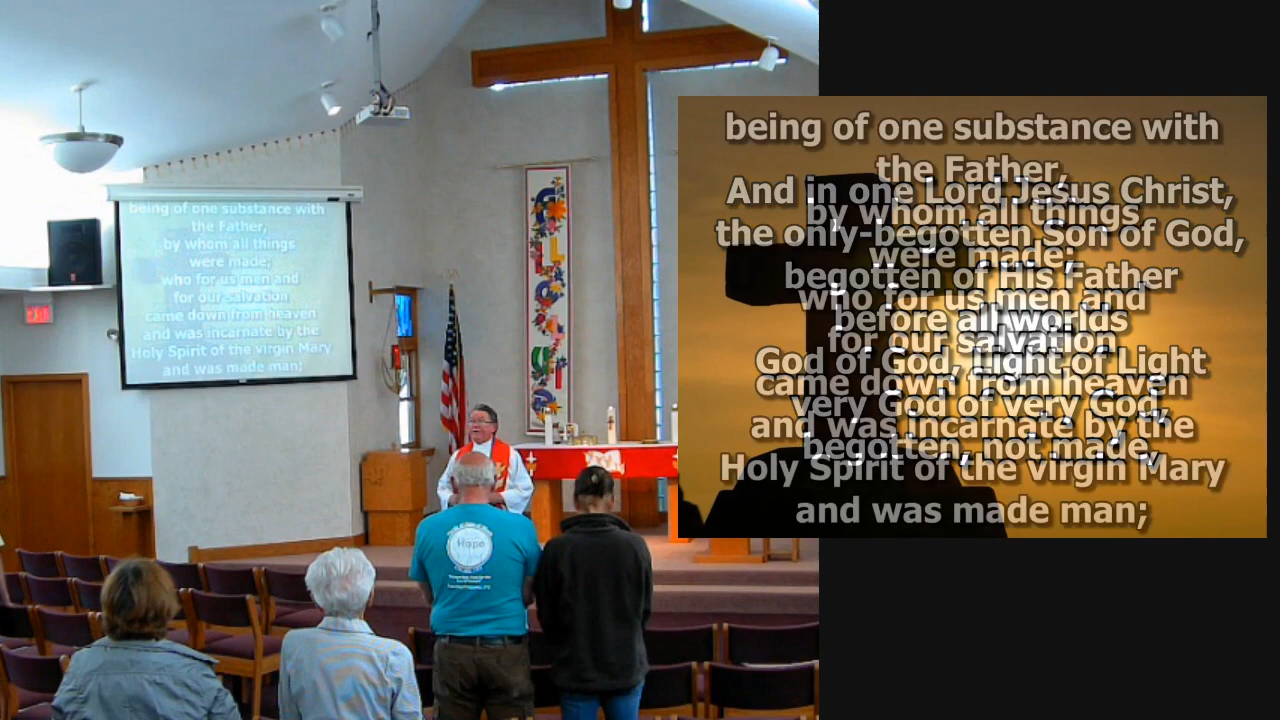 being of one substance with
the Father,
by whom all things
were made;
who for us men and
for our salvation
came down from heaven
and was incarnate by the
Holy Spirit of the virgin Mary
and was made man;
EXIT
Hope
being of one substance with
the Father,
And in one Lord Jesus Christ,
by whom all things
the only-begotten Son of God,
were made;
begotten of His Father
who for us men and
before all worlds
for our salvation
God of God, Light of Light
came down from heaven
very God of very God,
and was incarnate by the
begotten, not made,
Holy Spirit of the virgin Mary
and was made man;